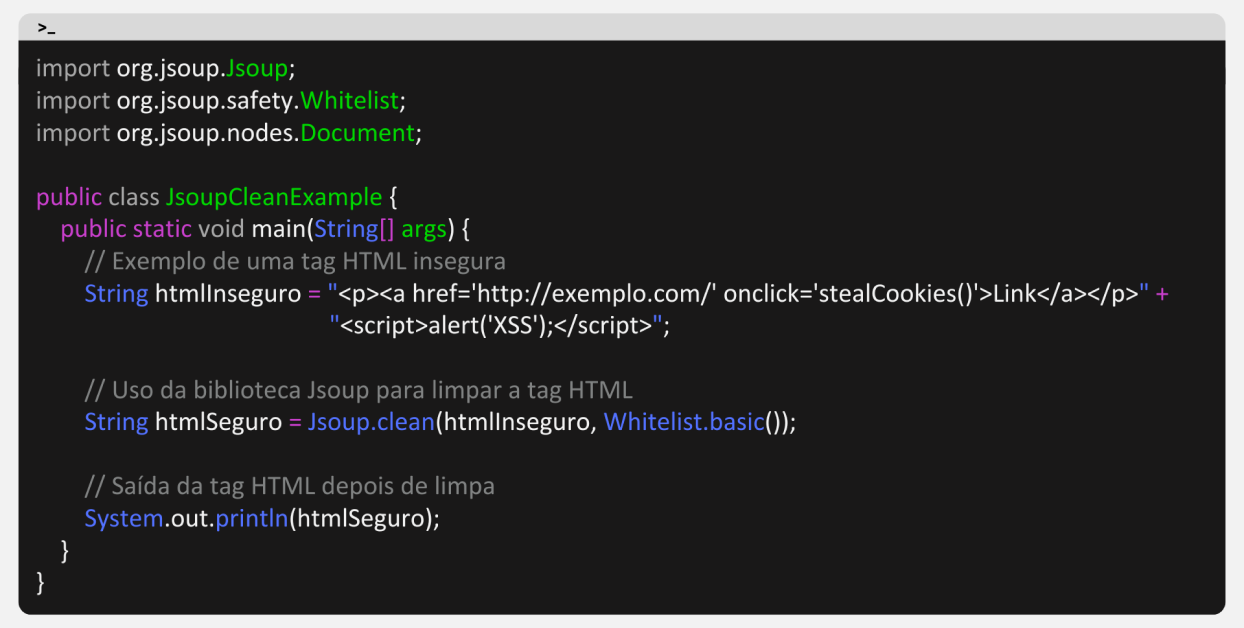 >_
import org.jsoup.Jsoup;
import org.jsoup.safety.Whitelist;
import org.jsoup.nodes.Document;
public class JsoupCleanExample {
public static void main(String[] args) {
// Exemplo de uma tag HTML insegura
String htmlInseguro = "<p><a href='http://exemplo.com/' onclick='stealCookies()'>Link</a></p>" +
"<script>alert('XSS');</script>";
// Uso da biblioteca Jsoup para limpar a tag HTML
String htmlSeguro = Jsoup.clean(htmlInseguro, Whitelist.basic());
// Saída da tag HTML depois de limpa
System.out.println(htmlSeguro);
}
}